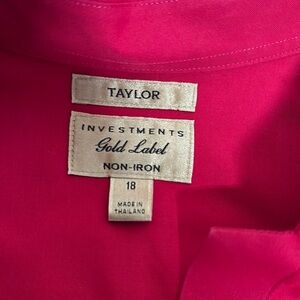 TAYLOR
INVESTMENTS
Gold Label
NON-IRON
18
MADE IN
THAILAND